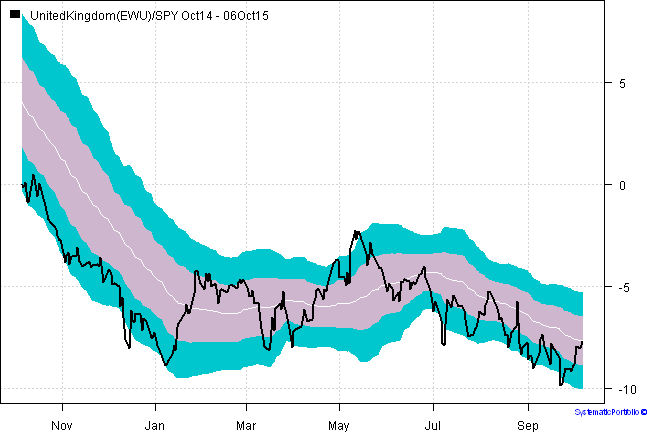 UnitedKingdom(EWU)/SPY Oct14 - 06Oct15
5
0
-5
-10
Nov Jan Mar May Jul Sep
SystematicPortfolio ©